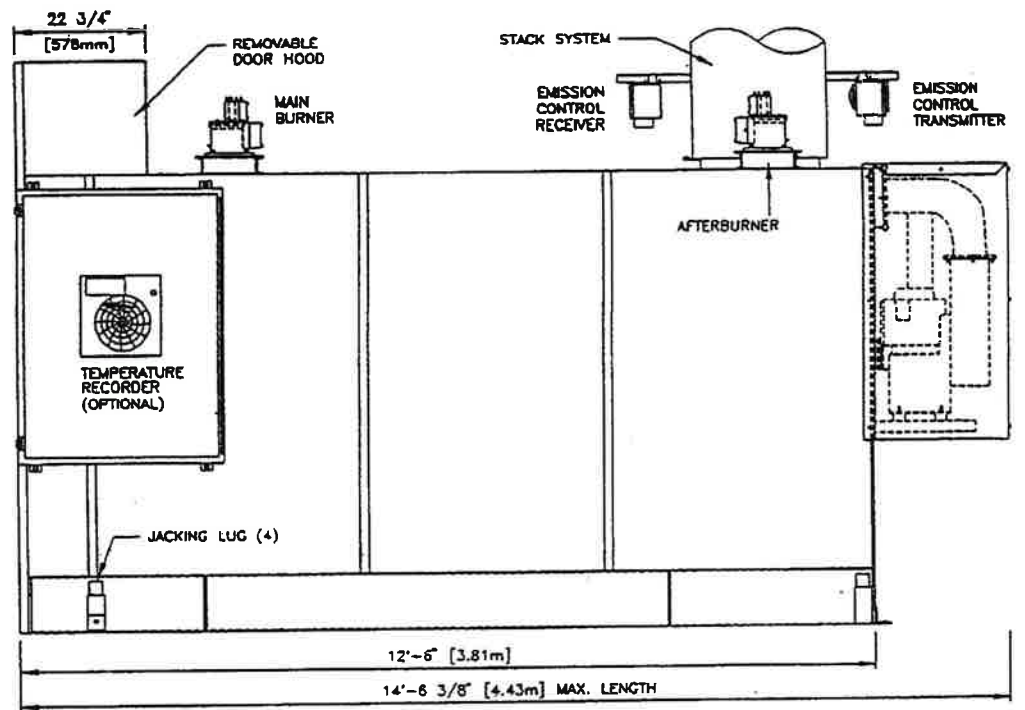 22 3/4"
[578mm]
REMOVABLE
DOOR HOOD
MAIN
BURNER
STACK SYSTEM
EMISSION
CONTROL
RECEIVER
EMISSION
CONTROL
TRANSMITTER
AFTERBURNER
TEMPERATURE
RECORDER
(OPTIONAL)
JACKING LUG (4)
12'-6" [3.81m]
14'-6 3/8" [4.43m] MAX. LENGTH